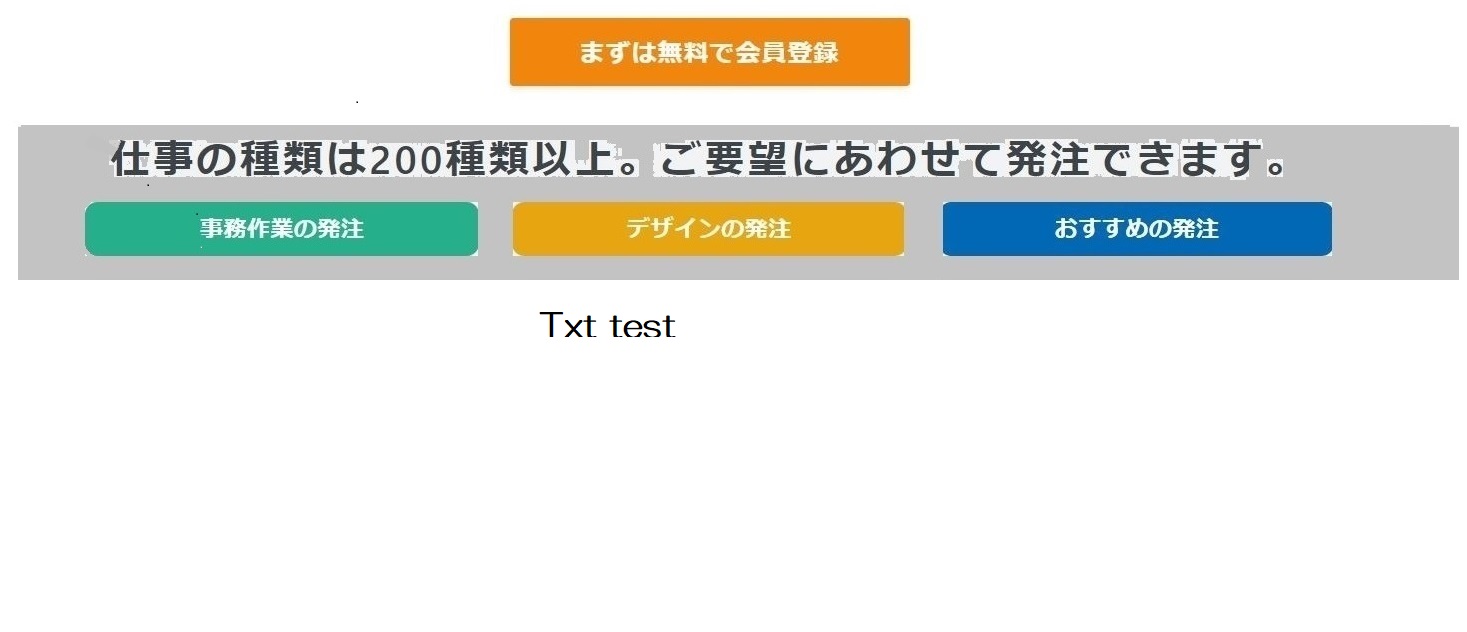 まずは無料で会員登録
仕事の種類は200種類以上。ご要望にあわせて発注できます。
事務作業の発注 デザインの発注 おすすめの発注
Txt test